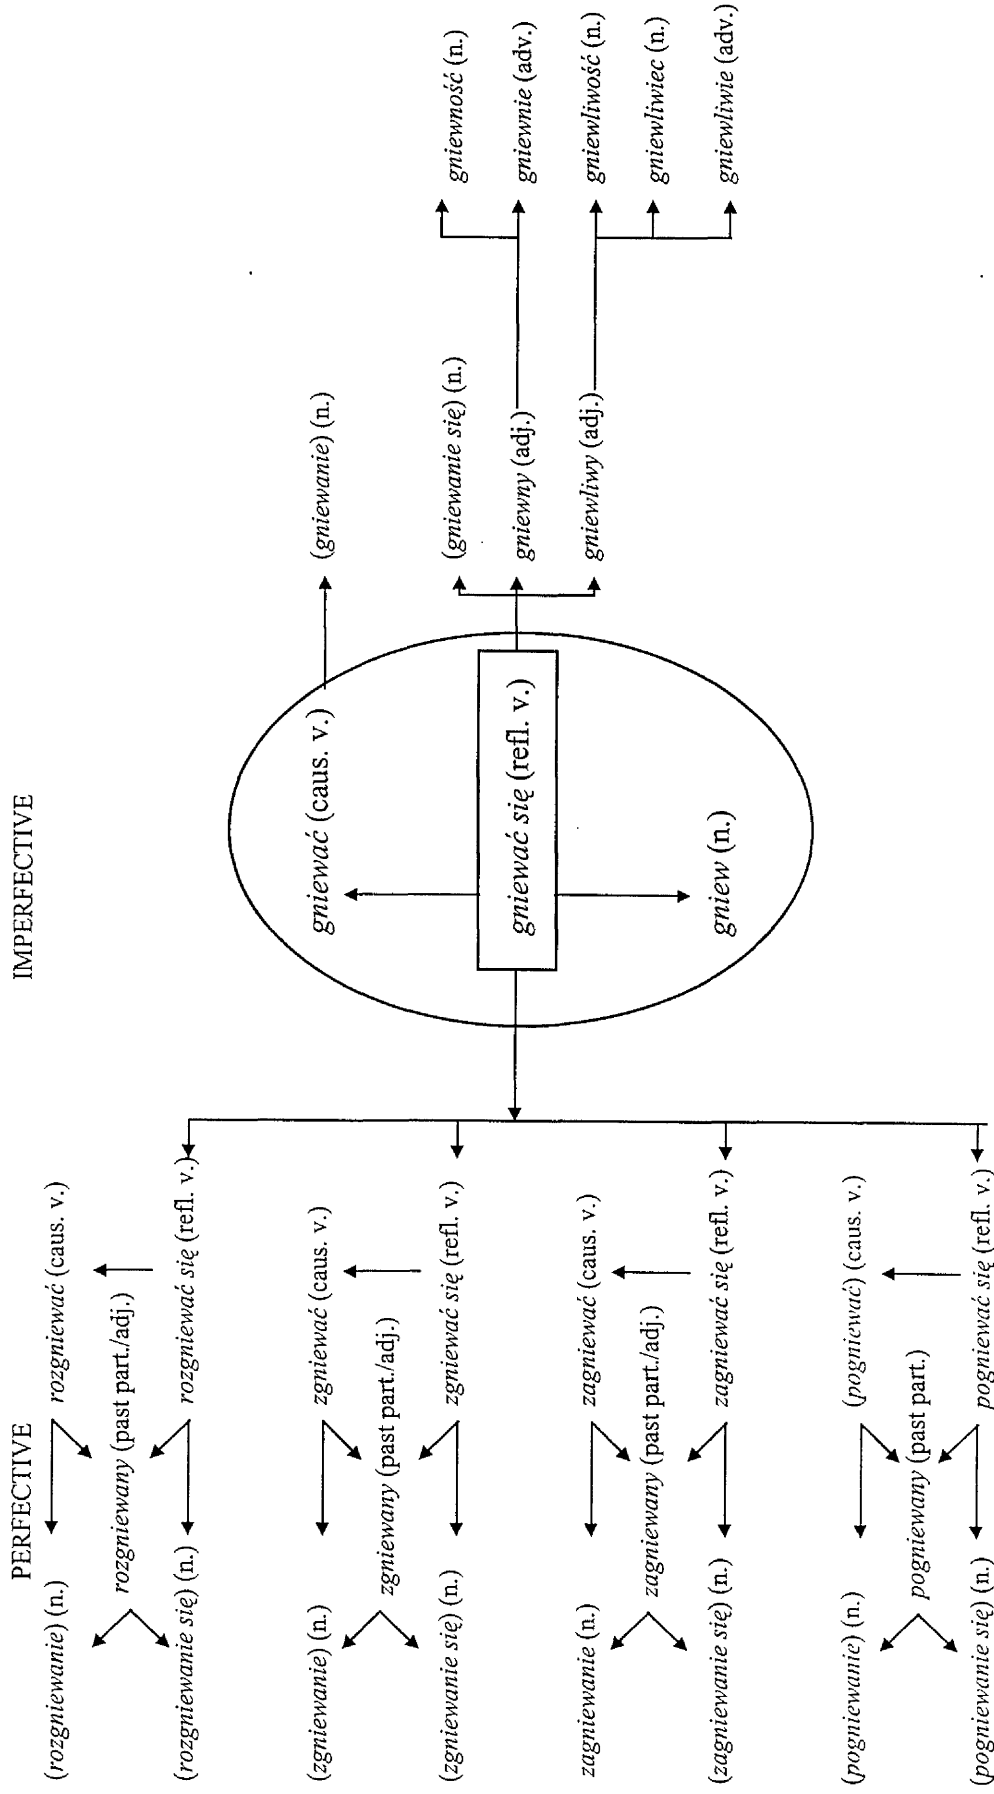 PERFECTIVE
IMPERFECTIVE
(rozgniewanie) (n.)
rozgniewać (caus. v.)
rozgniewany (past part./adj.)
(rozgniewanie się) (n.)
rozgniewać się (refl. v.)
(zgniewanie) (n.)
zgniewać (caus. v.)
zgniewany (past part./adj.)
(zgniewanie się) (n.)
zgniewać się (refl. v.)
zagniewanie (n.)
zagniewać (caus. v.)
zagniewany (past part./adj.)
(zagniewanie się) (n.)
zagniewać się (refl. v.)
(pogniewanie) (n.)
(pogniewać) (caus. v.)
pogniewany (past part.)
(pogniewanie się) (n.)
pogniewać się (refl. v.)
gniewać (caus. v.)
gniewać się (refl. v.)
gniew (n.)
(gniewanie) (n.)
(gniewanie się) (n.)
gniewny (adj.)
gniewliwy (adj.)
gniewność (n.)
gniewnie (adv.)
gniewliwość (n.)
gniewliwiec (n.)
gniewliwie (adv.)